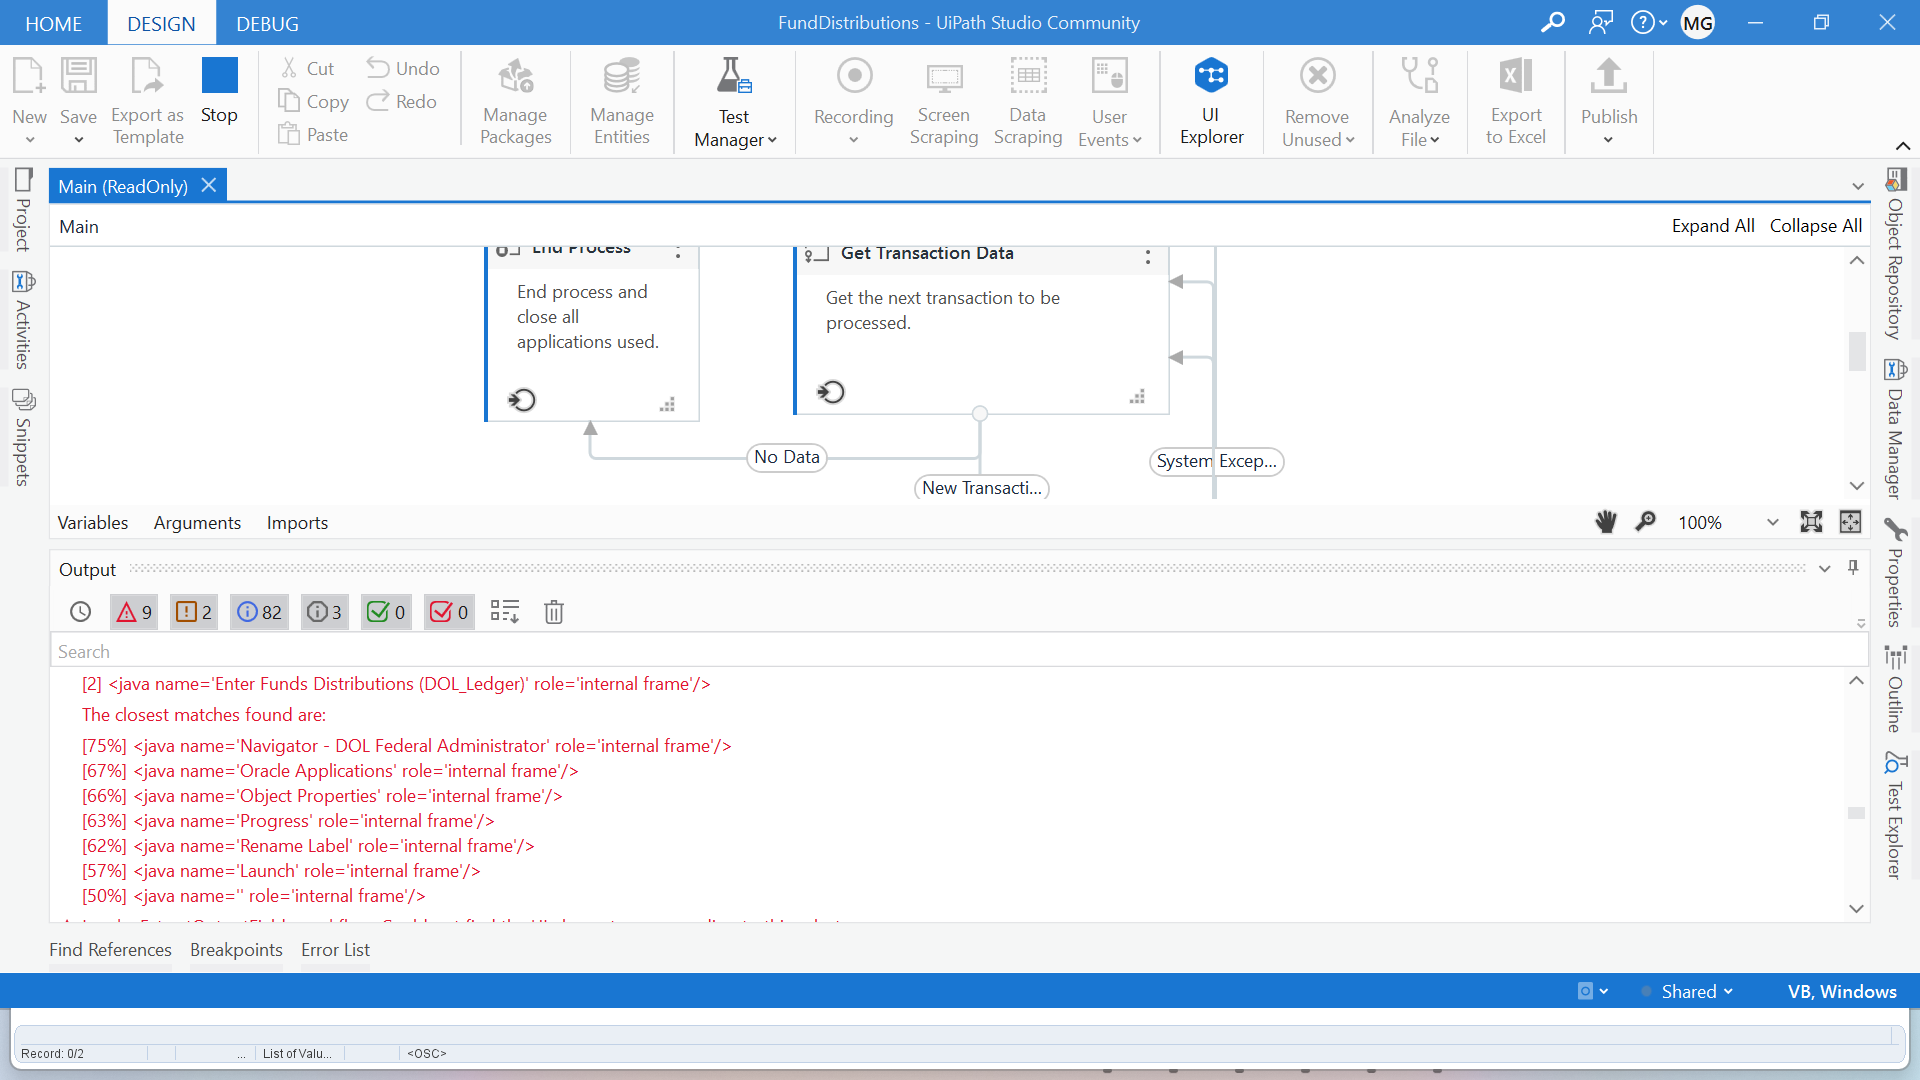 HOME DESIGN DEBUG FundDistributions - UiPath Studio Community MG
New Save Export as Template Stop Cut Copy Paste Undo Redo Manage Packages Manage Entities Test Manager Recording Screen Scraping Data Scraping User Events UI Explorer Remove Unused Analyze File Export to Excel Publish
Project
Activities
Snippets
Main (ReadOnly)
Main Expand All Collapse All
End Process
End process and
close all
applications used.
Get Transaction Data
Get the next transaction to be
processed.
No Data
New Transacti...
System Excep...
Variables Arguments Imports 100%
Output
9 2 82 3 0 0
Search
[2] <java name='Enter Funds Distributions (DOL_Ledger)' role='internal frame'/>
The closest matches found are:
[75%] <java name='Navigator - DOL Federal Administrator' role='internal frame'/>
[67%] <java name='Oracle Applications' role='internal frame'/>
[66%] <java name='Object Properties' role='internal frame'/>
[63%] <java name='Progress' role='internal frame'/>
[62%] <java name='Rename Label' role='internal frame'/>
[57%] <java name='Launch' role='internal frame'/>
[50%] <java name='' role='internal frame'/>
Find References Breakpoints Error List
Object Repository
Data Manager
Properties
Outline
Test Explorer
Shared VB, Windows
Record: 0/2 ... List of Valu... <OSC>